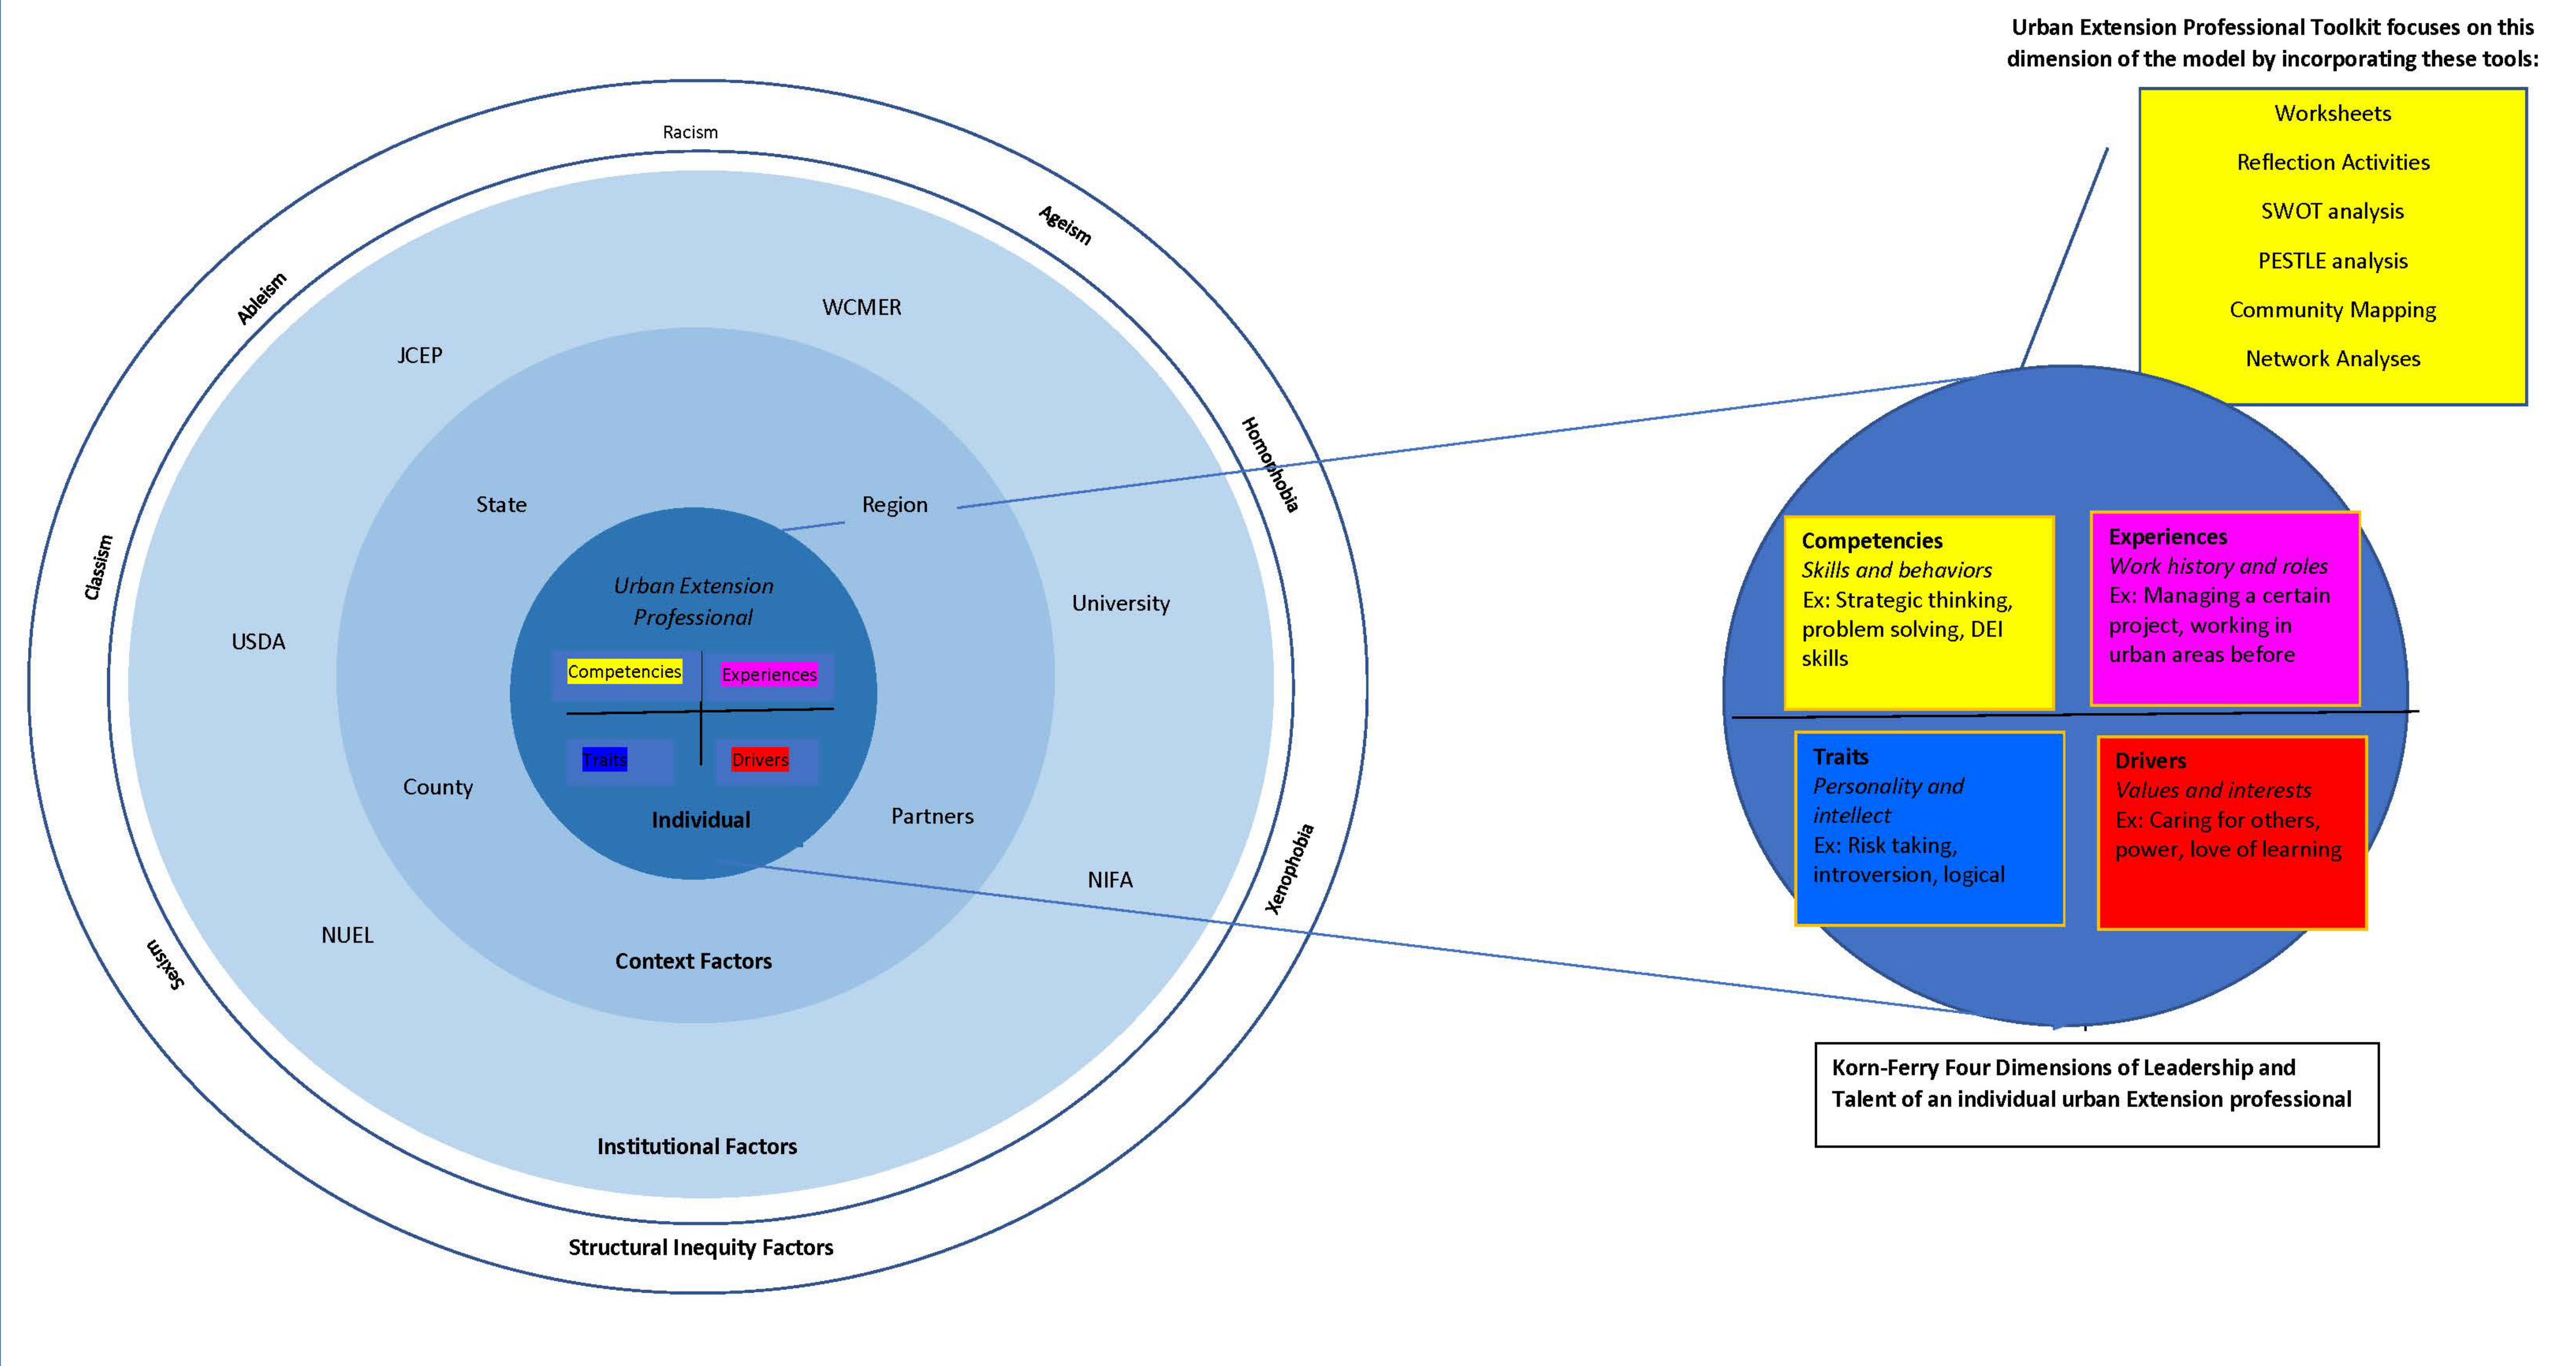 Urban Extension Professional Toolkit focuses on this
dimension of the model by incorporating these tools:
Worksheets
Reflection Activities
SWOT analysis
PESTLE analysis
Community Mapping
Network Analyses
Racism
Ageism
Ableism
Homophobia
Classism
Xenophobia
Sexism
Structural Inequity Factors
WCMER
JCEP
University
USDA
NIFA
NUEL
Institutional Factors
State
Region
County
Partners
Context Factors
Urban Extension
Professional
Competencies
Experiences
Traits
Drivers
Individual
Competencies
Skills and behaviors
Ex: Strategic thinking,
problem solving, DEI
skills
Experiences
Work history and roles
Ex: Managing a certain
project, working in
urban areas before
Traits
Personality and
intellect
Ex: Risk taking,
introversion, logical
Drivers
Values and interests
Ex: Caring for others,
power, love of learning
Korn-Ferry Four Dimensions of Leadership and
Talent of an individual urban Extension professional